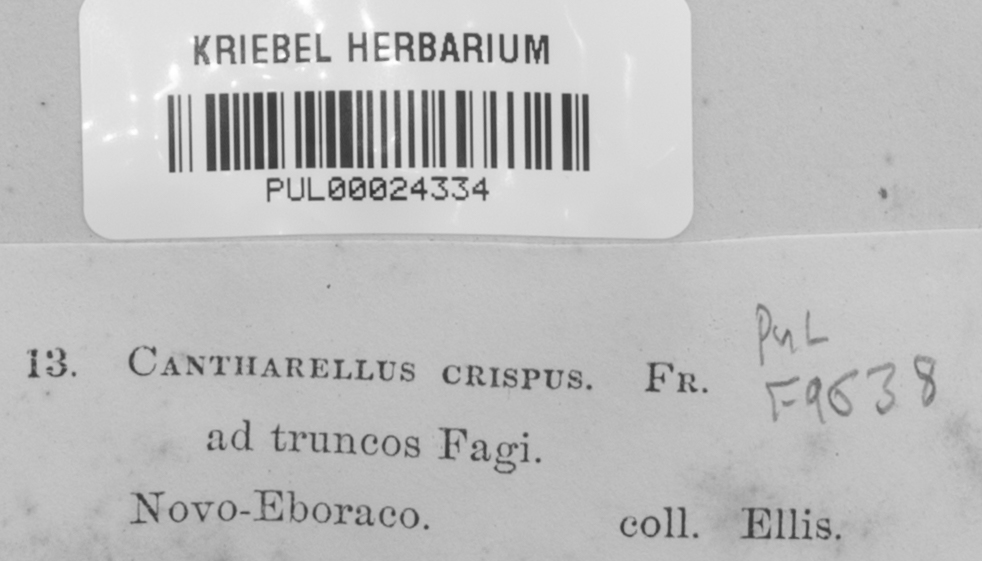 KRIEBEL HERBARIUM
PUL00024334
PUL
F9638
13. CANTHARELLUS CRISPUS. FR.
ad truncos Fagi.
Novo-Eboraco. coll. Ellis.